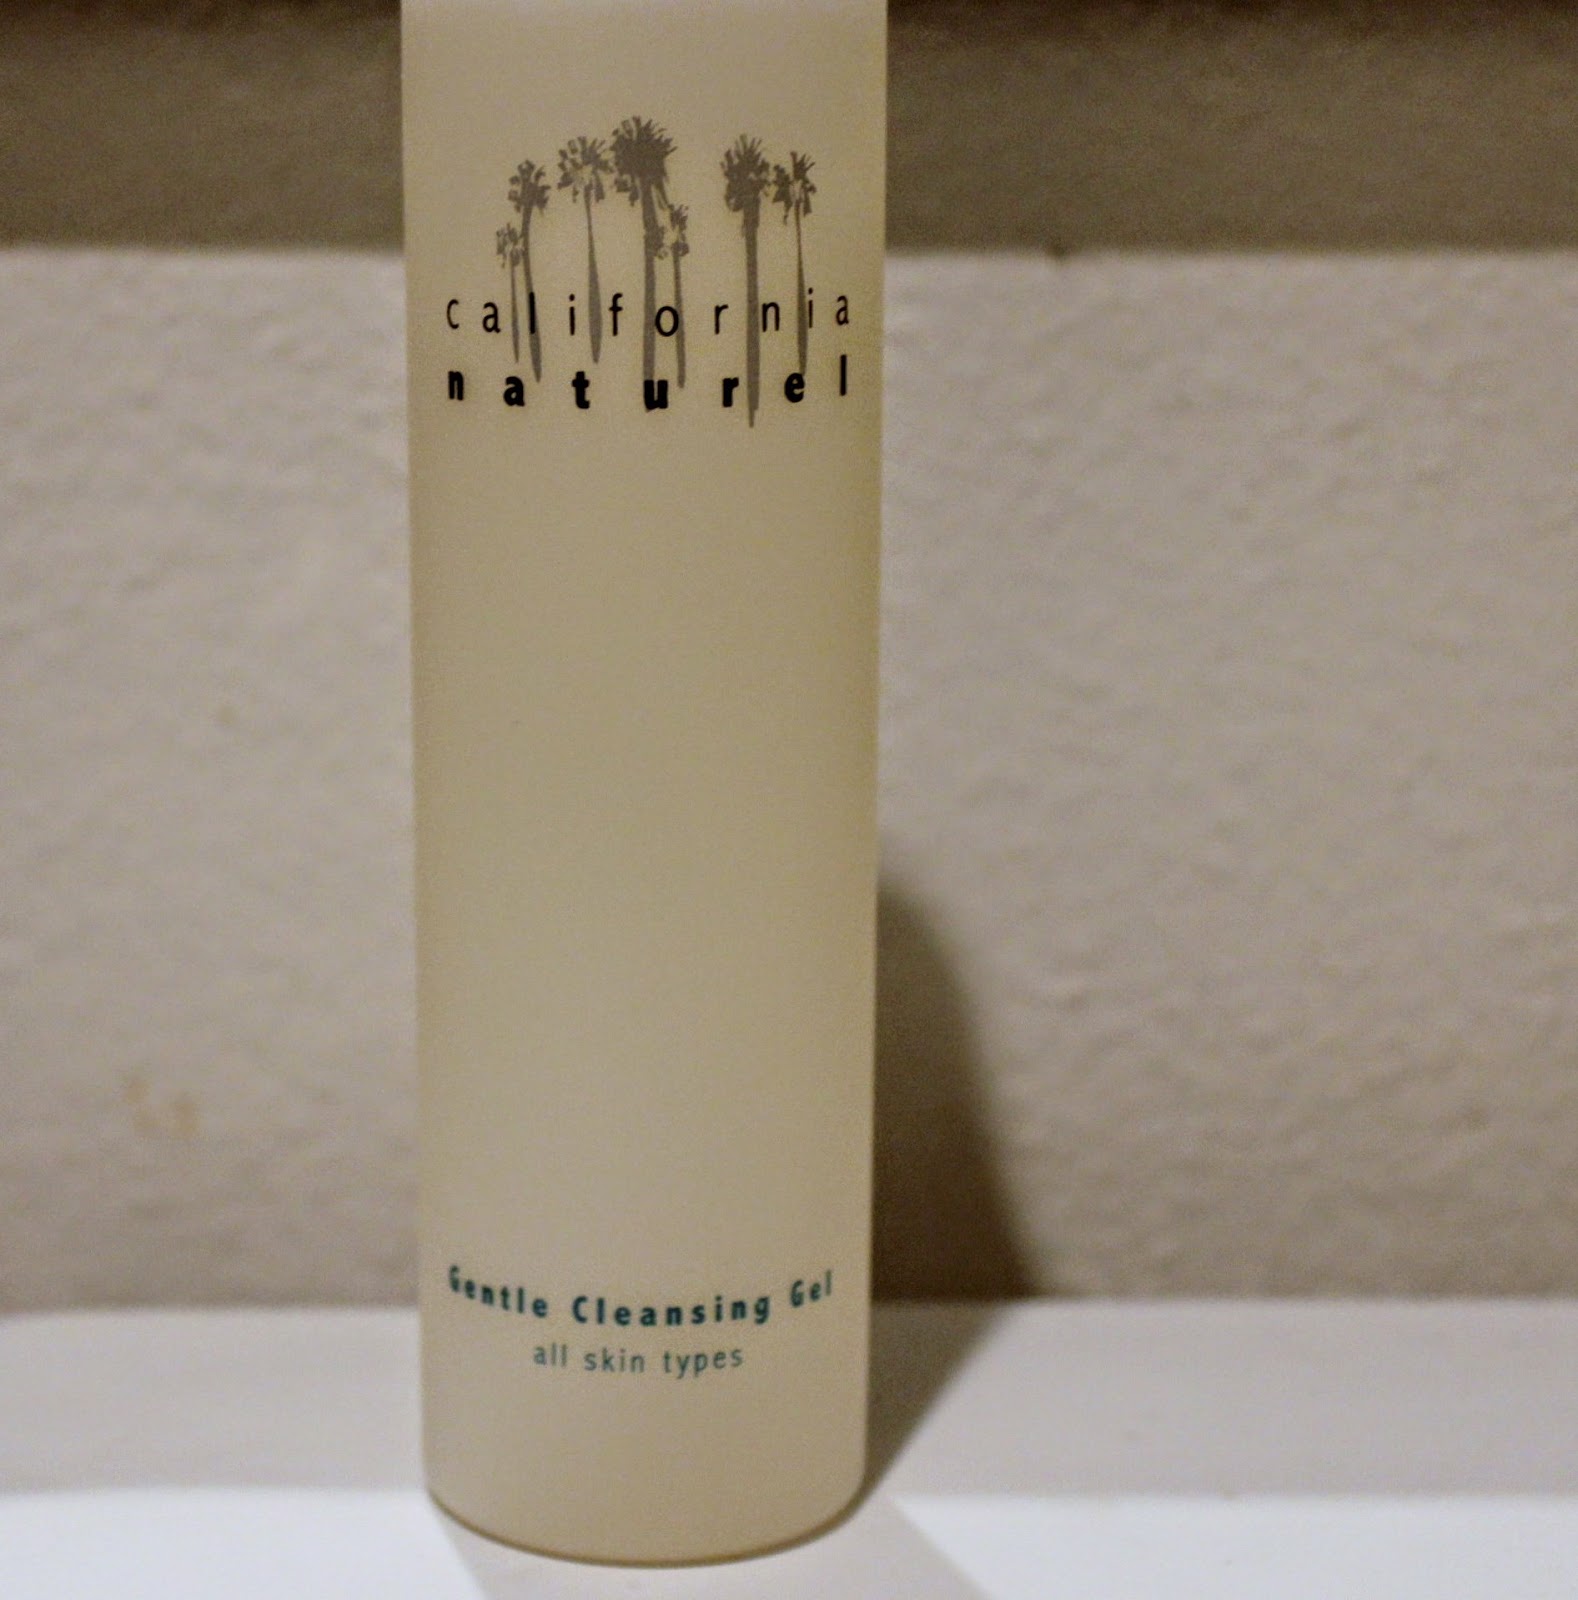 california
naturel
Gentle Cleansing Gel
all skin types